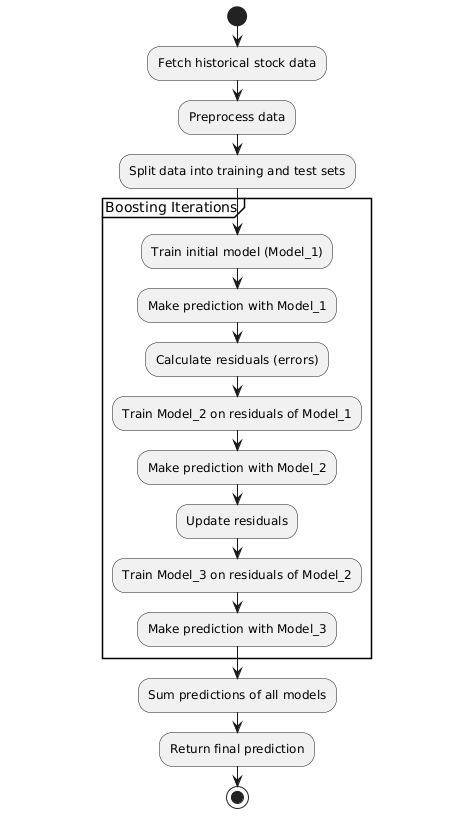 Fetch historical stock data
Preprocess data
Split data into training and test sets
Boosting Iterations
Train initial model (Model_1)
Make prediction with Model_1
Calculate residuals (errors)
Train Model_2 on residuals of Model_1
Make prediction with Model_2
Update residuals
Train Model_3 on residuals of Model_2
Make prediction with Model_3
Sum predictions of all models
Return final prediction